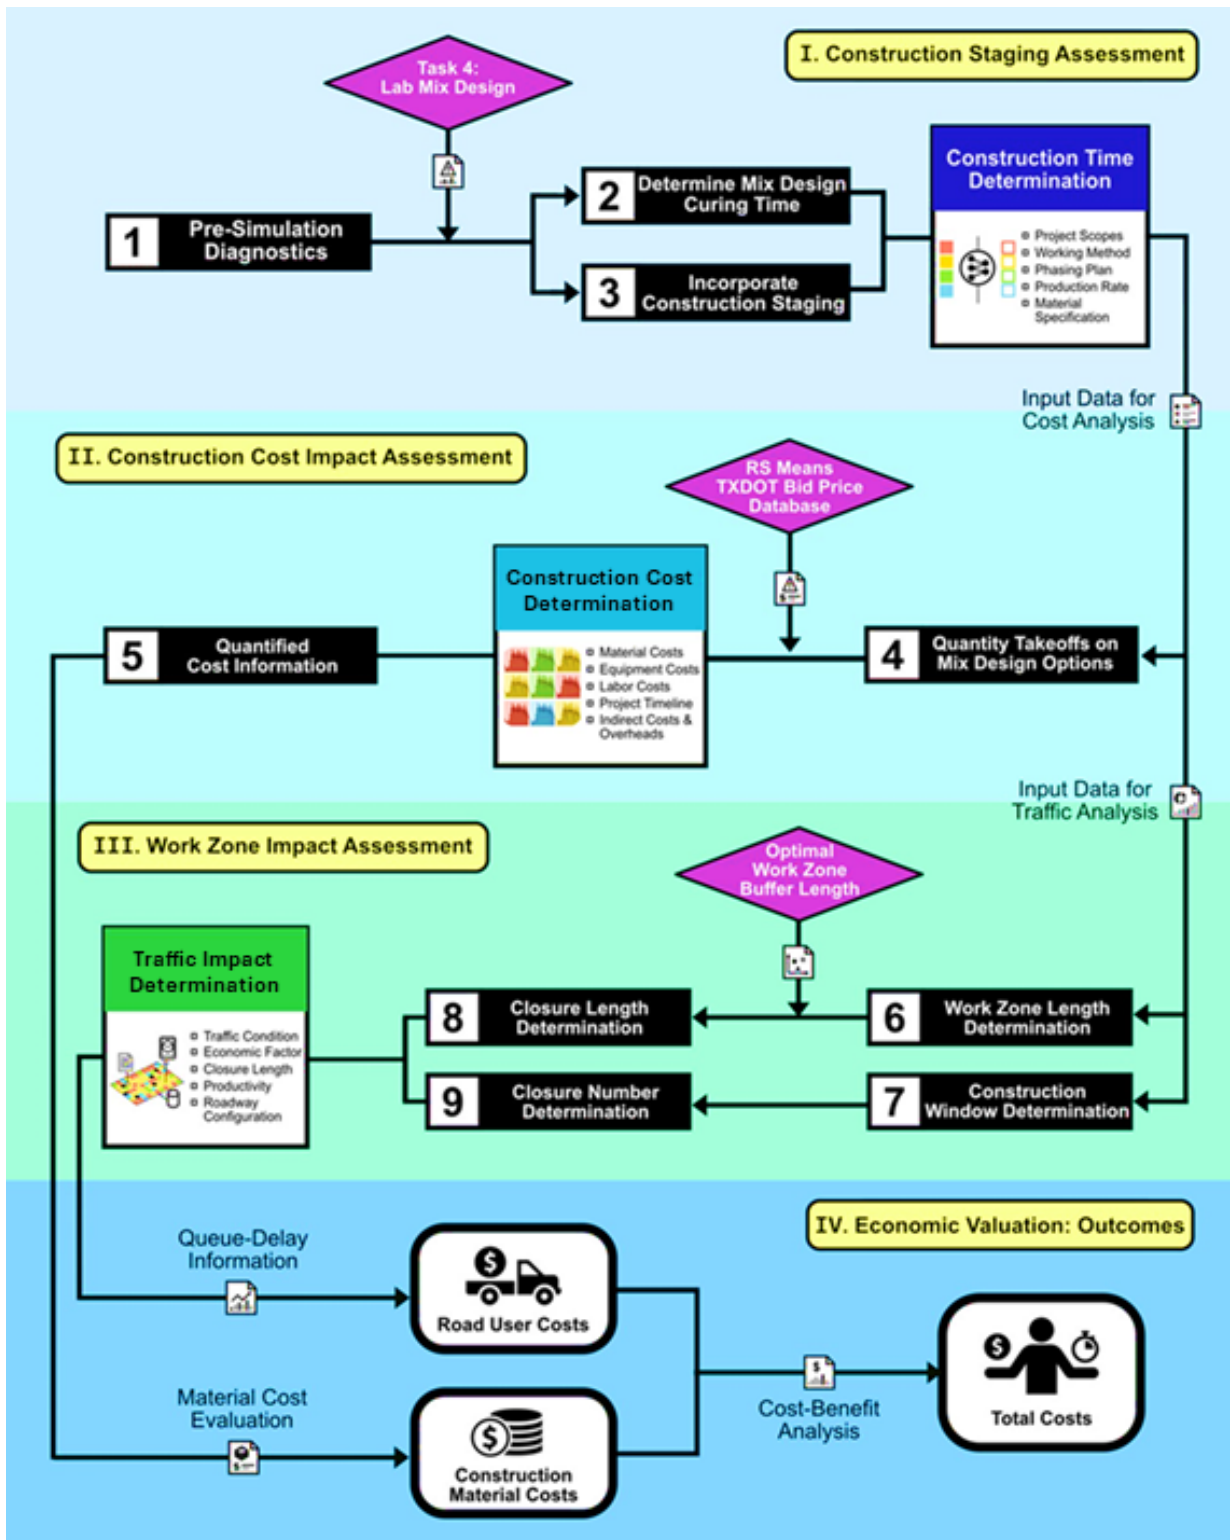 I. Construction Staging Assessment
Task 4:
Lab Mix Design
1
Pre-Simulation
Diagnostics
2
Determine Mix Design
Curing Time
3
Incorporate
Construction Staging
Construction Time
Determination
Project Scopes
Working Method
Phasing Plan
Production Rate
Material
Specification
Input Data for
Cost Analysis
II. Construction Cost Impact Assessment
RS Means
TXDOT Bid Price
Database
Construction Cost
Determination
Material Costs
Equipment Costs
Labor Costs
Project Timeline
Indirect Costs &
Overheads
5
Quantified
Cost Information
4
Quantity Takeoffs on
Mix Design Options
Input Data for
Traffic Analysis
III. Work Zone Impact Assessment
Optimal
Work Zone
Buffer Length
Traffic Impact
Determination
Traffic Condition
Economic Factor
Closure Length
Productivity
Roadway
Configuration
8
Closure Length
Determination
6
Work Zone Length
Determination
9
Closure Number
Determination
7
Construction
Window Determination
IV. Economic Valuation: Outcomes
Queue-Delay
Information
$
Road User Costs
Material Cost
Evaluation
$
Construction
Material Costs
$
Cost-Benefit
Analysis
$
Total Costs